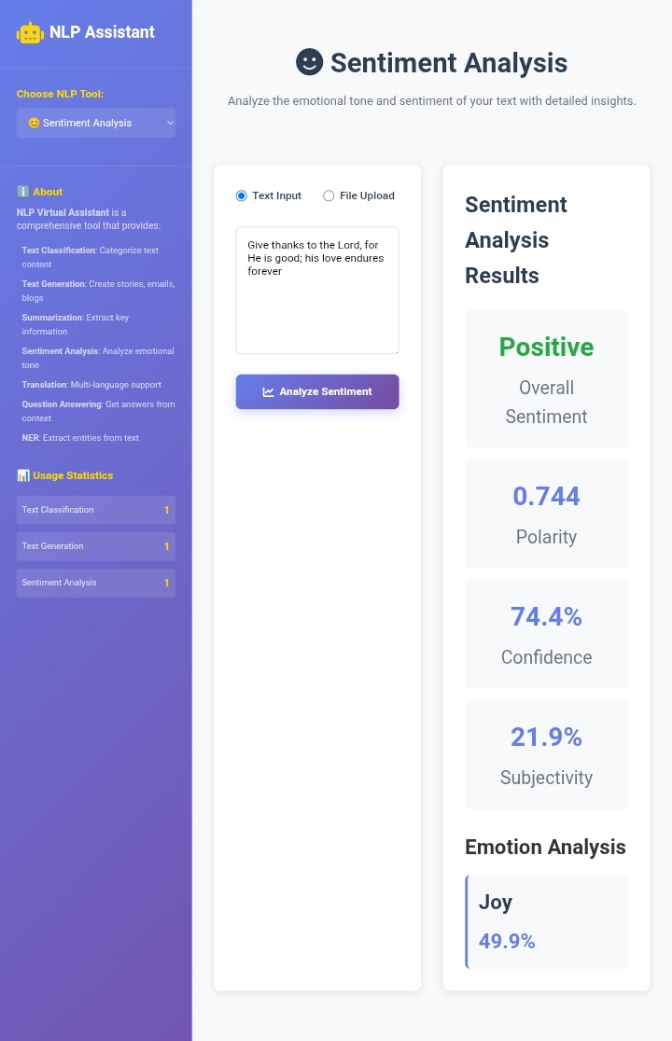 NLP Assistant
Choose NLP Tool:
😊 Sentiment Analysis
ℹ️ About
NLP Virtual Assistant is a
comprehensive tool that provides:
Text Classification: Categorize text
content
Text Generation: Create stories, emails,
blogs
Summarization: Extract key
information
Sentiment Analysis: Analyze emotional
tone
Translation: Multi-language support
Question Answering: Get answers from
context
NER: Extract entities from text
📊 Usage Statistics
Text Classification 1
Text Generation 1
Sentiment Analysis 1
Sentiment Analysis
Analyze the emotional tone and sentiment of your text with detailed insights.
Text Input File Upload
Give thanks to the Lord, for
He is good; his love endures
forever
Analyze Sentiment
Sentiment
Analysis
Results
Positive
Overall
Sentiment
0.744
Polarity
74.4%
Confidence
21.9%
Subjectivity
Emotion Analysis
Joy
49.9%